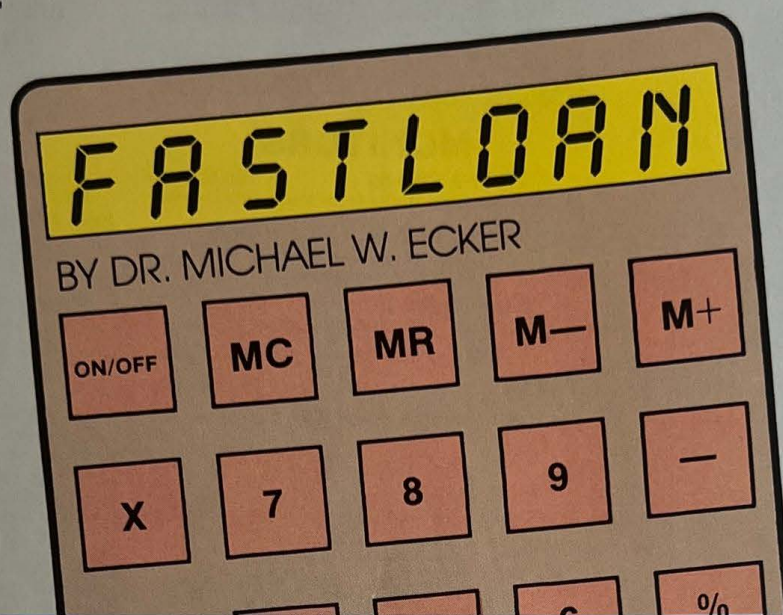 FASTLOAN
BY DR. MICHAEL W. ECKER
ON/OFF MC MR M— M+
X 7 8 9 —
%